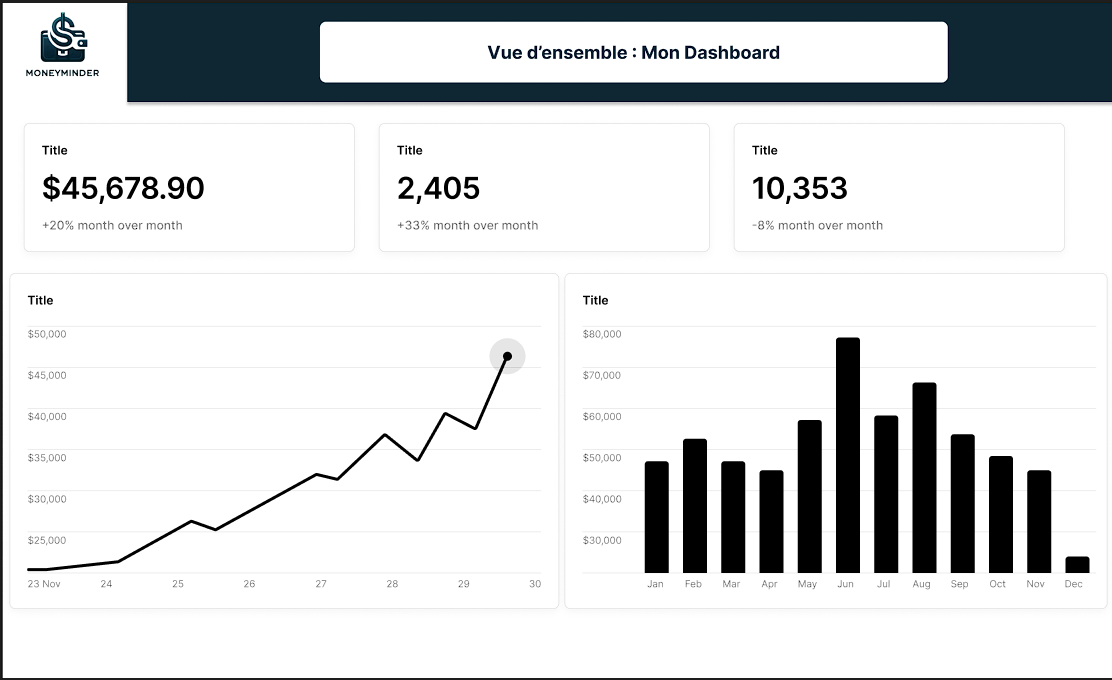 MONEYMINDER
Vue d’ensemble : Mon Dashboard
Title
$45,678.90
+20% month over month
Title
2,405
+33% month over month
Title
10,353
-8% month over month
Title
$50,000
$45,000
$40,000
$35,000
$30,000
$25,000
23 Nov 24 25 26 27 28 29 30
Title
$80,000
$70,000
$60,000
$50,000
$40,000
$30,000
Jan Feb Mar Apr May Jun Jul Aug Sep Oct Nov Dec